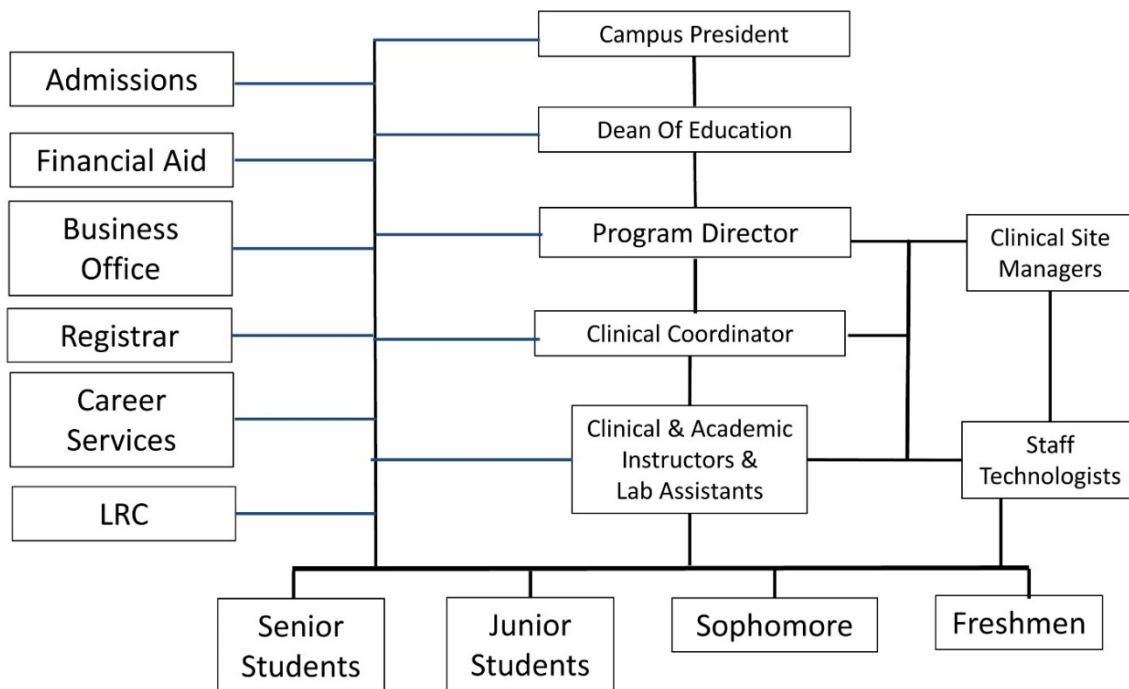 Campus President
Admissions
Dean Of Education
Financial Aid
Business
Office
Program Director
Clinical Site
Managers
Registrar
Clinical Coordinator
Career
Services
Clinical & Academic
Instructors &
Lab Assistants
Staff
Technologists
LRC
Senior
Students
Junior
Students
Sophomore
Freshmen